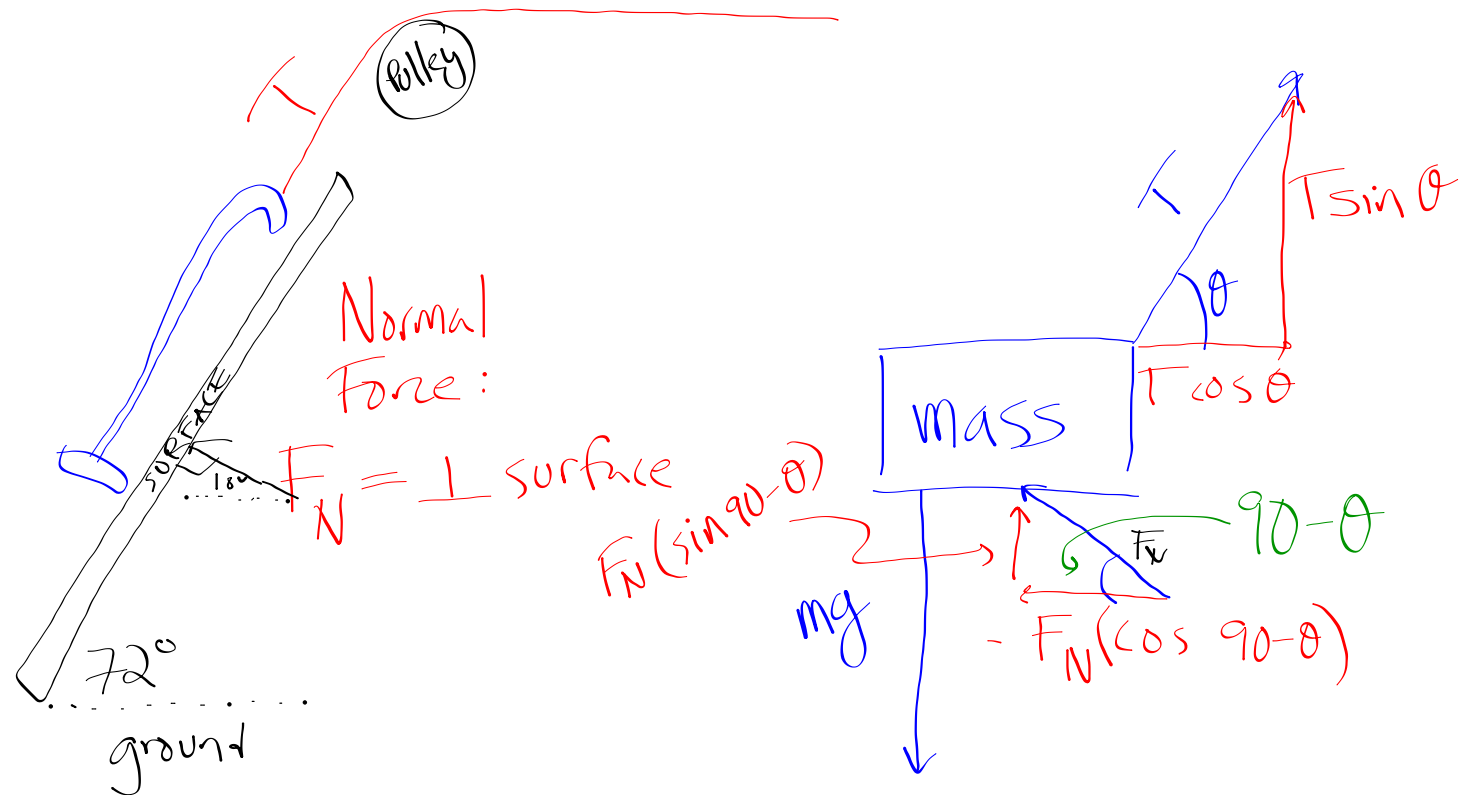 Pulley
T
Normal
Force:
F_N = ⊥ surface
SURFACE
18°
72°
ground
T
T sin θ
θ
T cos θ
mass
F_N(sin 90-θ)
90-θ
F_N
mg
- F_N(cos 90-θ)